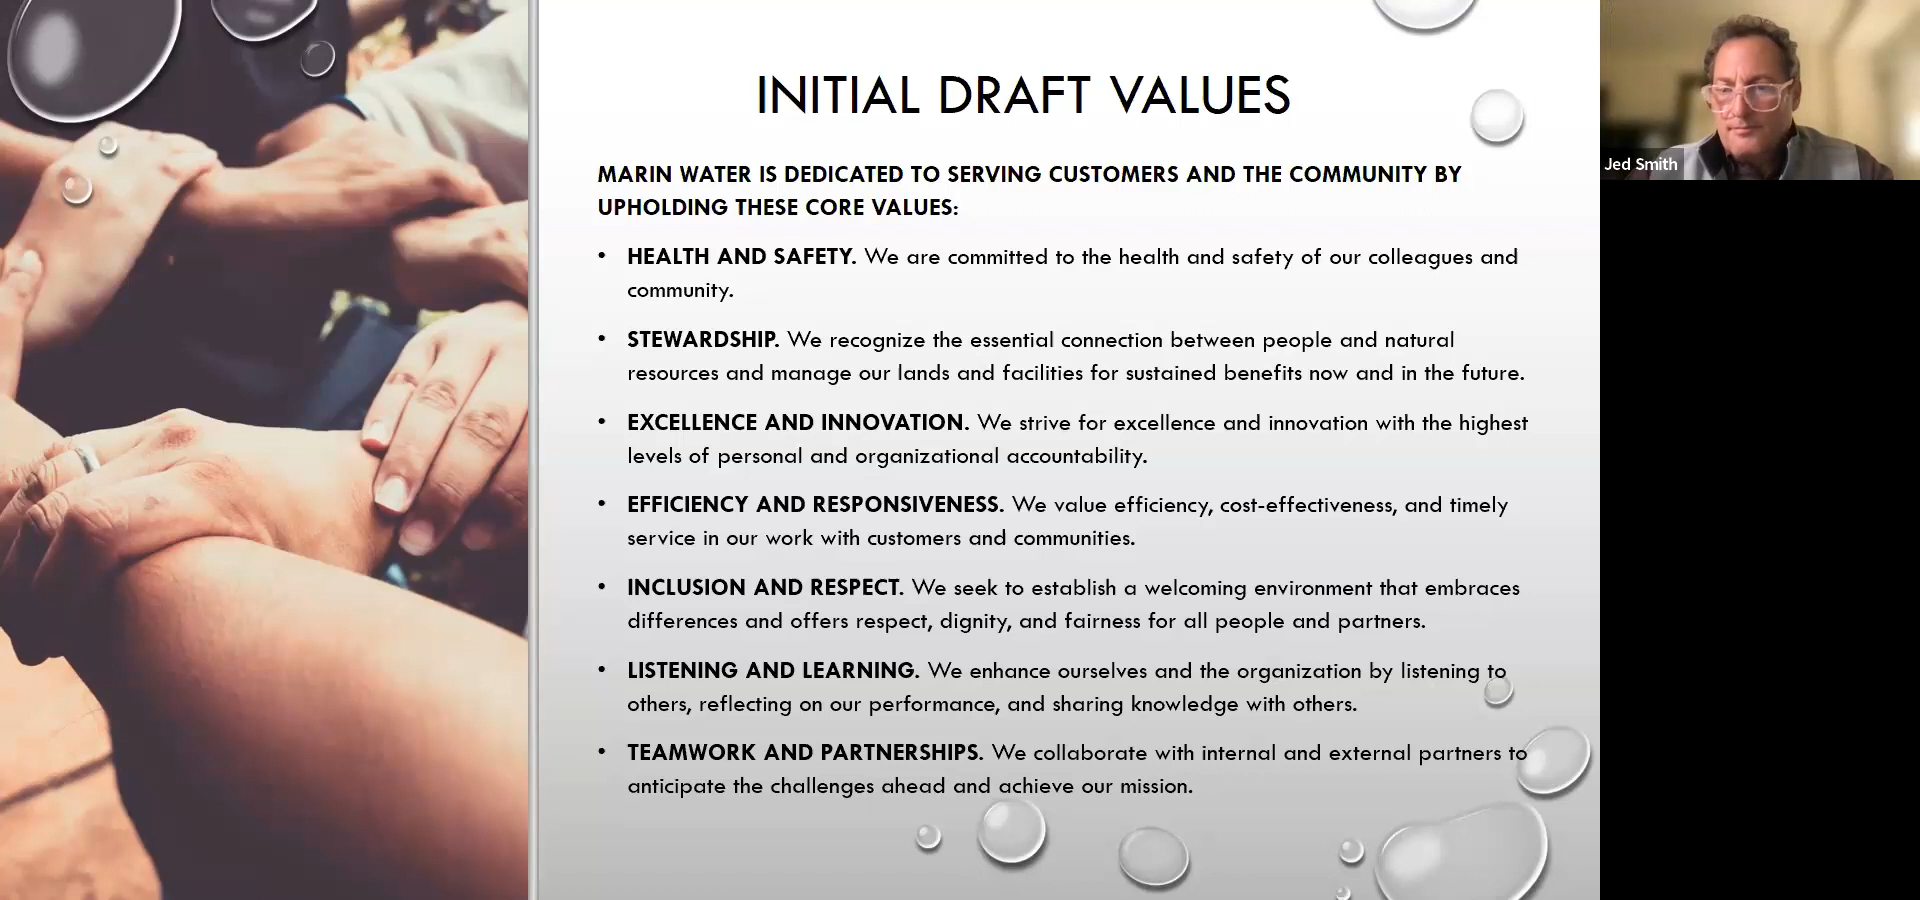 INITIAL DRAFT VALUES
MARIN WATER IS DEDICATED TO SERVING CUSTOMERS AND THE COMMUNITY BY
UPHOLDING THESE CORE VALUES:
• HEALTH AND SAFETY. We are committed to the health and safety of our colleagues and
community.
• STEWARDSHIP. We recognize the essential connection between people and natural
resources and manage our lands and facilities for sustained benefits now and in the future.
• EXCELLENCE AND INNOVATION. We strive for excellence and innovation with the highest
levels of personal and organizational accountability.
• EFFICIENCY AND RESPONSIVENESS. We value efficiency, cost-effectiveness, and timely
service in our work with customers and communities.
• INCLUSION AND RESPECT. We seek to establish a welcoming environment that embraces
differences and offers respect, dignity, and fairness for all people and partners.
• LISTENING AND LEARNING. We enhance ourselves and the organization by listening to
others, reflecting on our performance, and sharing knowledge with others.
• TEAMWORK AND PARTNERSHIPS. We collaborate with internal and external partners to
anticipate the challenges ahead and achieve our mission.
Jed Smith